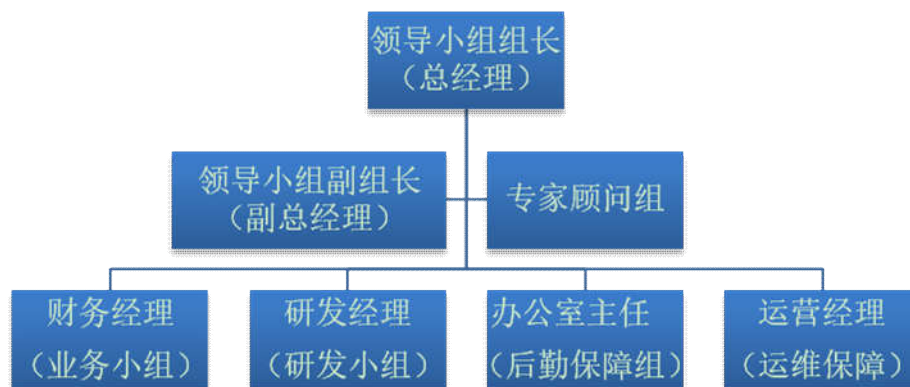 领导小组组长
（总经理）
领导小组副组长
（副总经理）
专家顾问组
财务经理
（业务小组）
研发经理
（研发小组）
办公室主任
（后勤保障组）
运营经理
（运维保障）